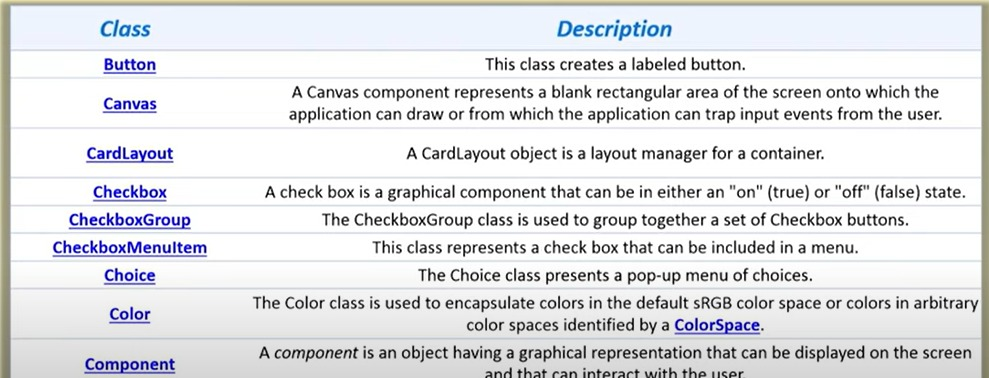 Class Description
Button This class creates a labeled button.
Canvas A Canvas component represents a blank rectangular area of the screen onto which the
application can draw or from which the application can trap input events from the user.
CardLayout A CardLayout object is a layout manager for a container.
Checkbox A check box is a graphical component that can be in either an "on" (true) or "off" (false) state.
CheckboxGroup The CheckboxGroup class is used to group together a set of Checkbox buttons.
CheckboxMenuItem This class represents a check box that can be included in a menu.
Choice The Choice class presents a pop-up menu of choices.
Color The Color class is used to encapsulate colors in the default sRGB color space or colors in arbitrary
color spaces identified by a ColorSpace.
Component A component is an object having a graphical representation that can be displayed on the screen
and that can interact with the user.